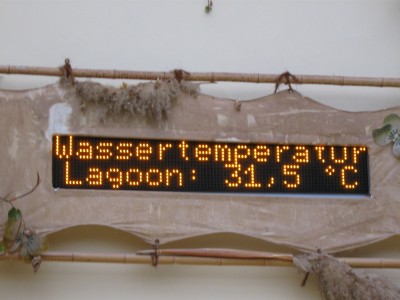 Wassertemperatur
Lagoon: 31,5 °C